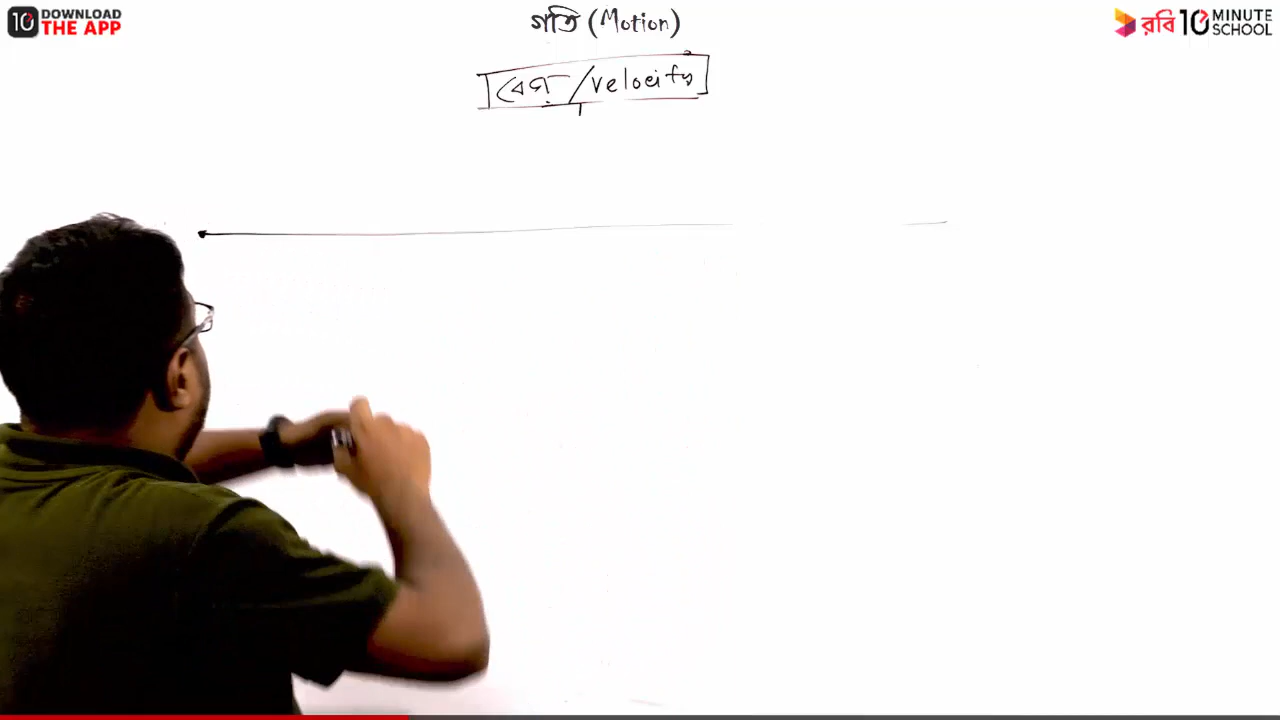 10 DOWNLOAD THE APP
গতি (Motion)
রবি 10 MINUTE SCHOOL
বেগ / velocity